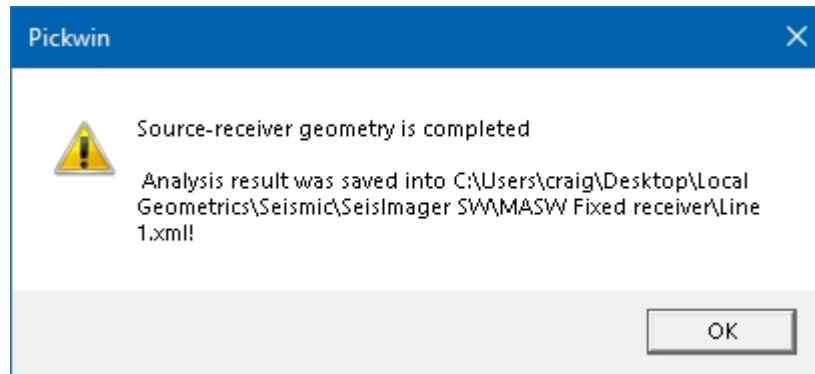 Pickwin
Source-receiver geometry is completed
Analysis result was saved into C:\Users\craig\Desktop\Local
Geometrics\Seismic\SeisImager SW\MASW Fixed receiver\Line
1.xml!
OK